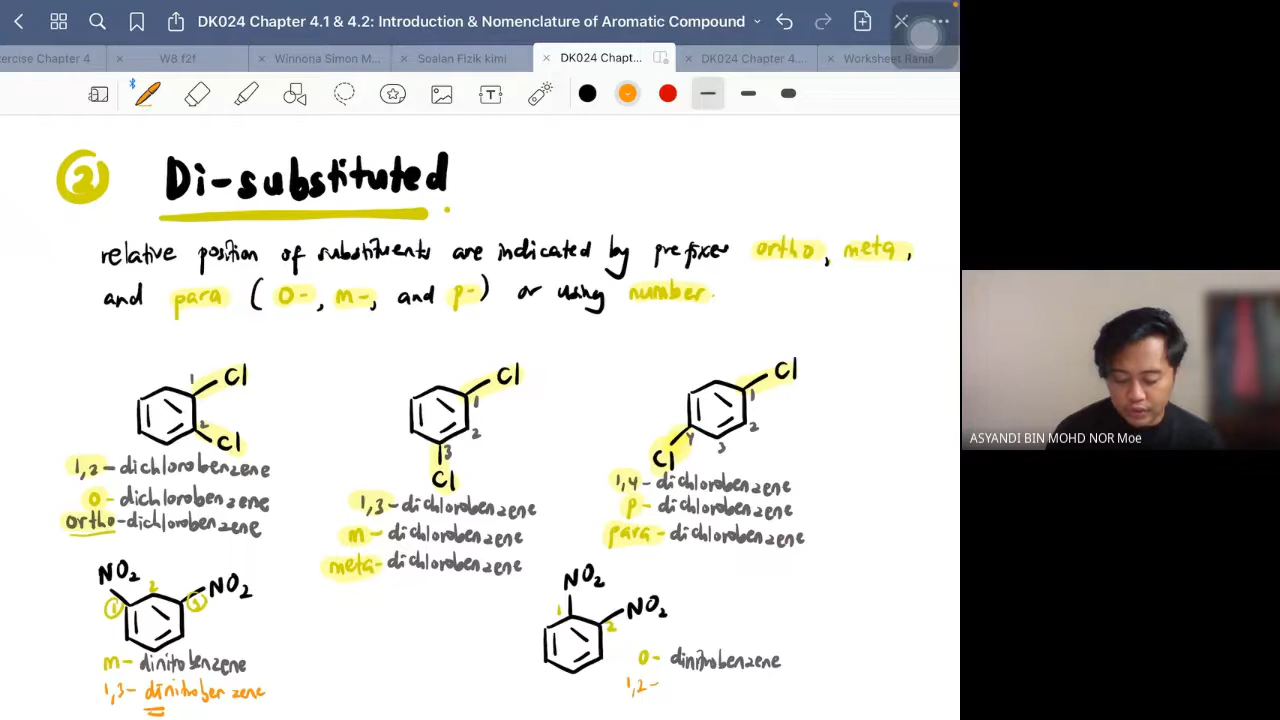 DK024 Chapter 4.1 & 4.2: Introduction & Nomenclature of Aromatic Compound
ercise Chapter 4
W8 f2f
Winnona Simon M...
Soalan Fizik kimi
DK024 Chapt...
DK024 Chapter 4....
Worksheet Rania
2 Di-substituted
relative position of substituents are indicated by prefixes ortho, meta,
and para (o-, m-, and p-) or using number.
1 Cl
2 Cl
1,2-dichlorobenzene
o-dichlorobenzene
ortho-dichlorobenzene
Cl
1
2
3
Cl
1,3-dichlorobenzene
m-dichlorobenzene
meta-dichlorobenzene
Cl
1
2
3
4
Cl
1,4-dichlorobenzene
p-dichlorobenzene
para-dichlorobenzene
NO2
2
NO2
1
3
m-dinitobenzene
1,3-dinitrobenzene
NO2
1
NO2
2
o-dinitrobenzene
1,2-
ASYANDI BIN MOHD NOR Moe